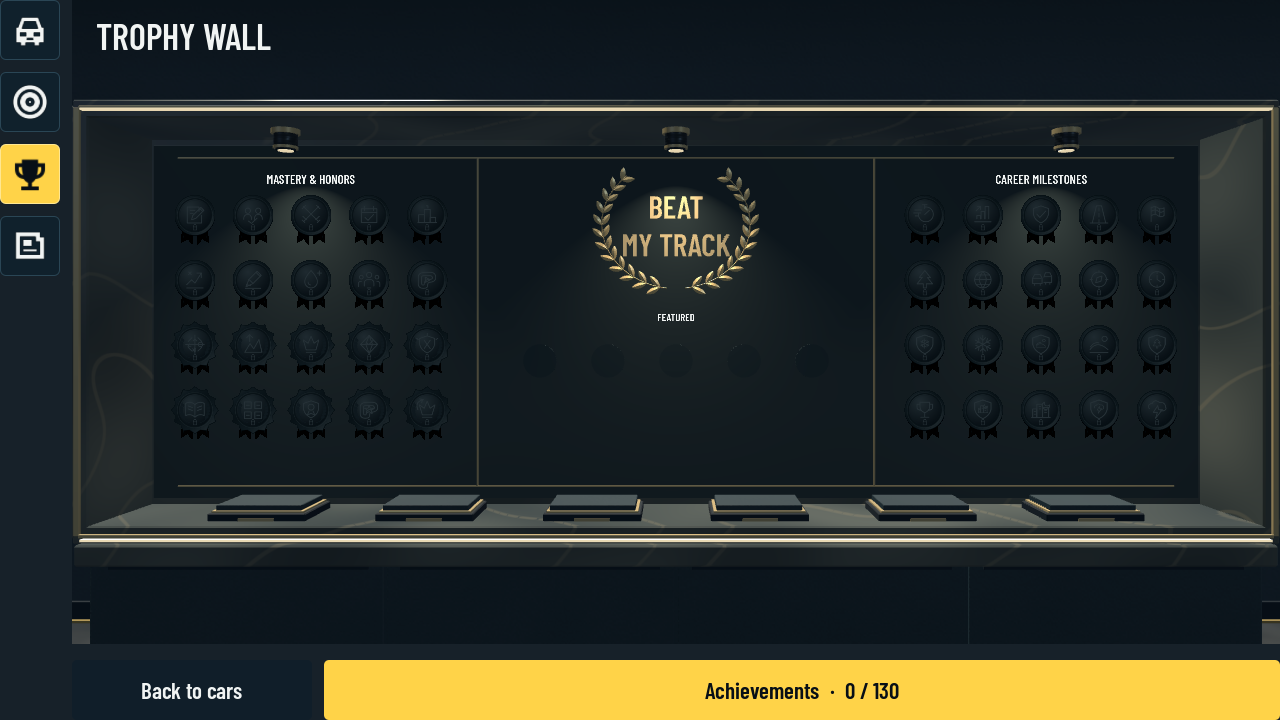 TROPHY WALL
MASTERY & HONORS
BEAT
MY TRACK
FEATURED
CAREER MILESTONES
Back to cars
Achievements · 0 / 130